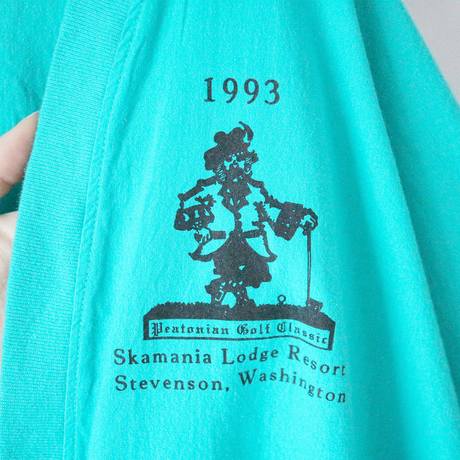 1993
Peatonian Golf Classic
Skamania Lodge Resort
Stevenson, Washington